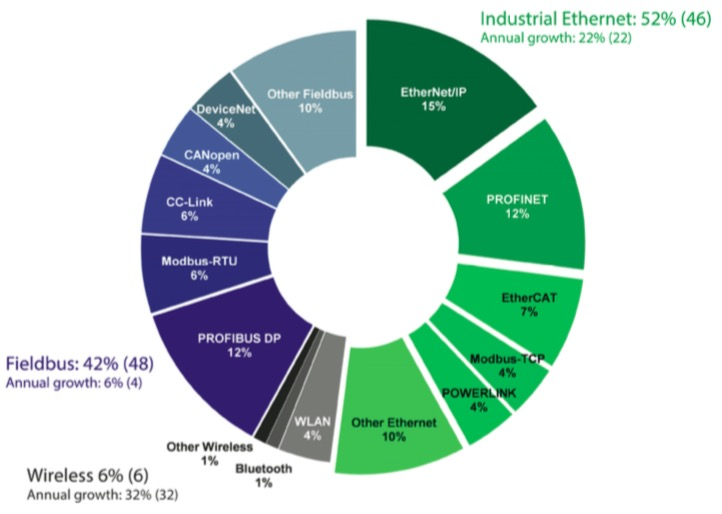 Industrial Ethernet: 52% (46)
Annual growth: 22% (22)
EtherNet/IP
15%
PROFINET
12%
EtherCAT
7%
Modbus-TCP
4%
POWERLINK
4%
Other Ethernet
10%
WLAN
4%
Bluetooth
1%
Other Wireless
1%
Wireless 6% (6)
Annual growth: 32% (32)
Fieldbus: 42% (48)
Annual growth: 6% (4)
PROFIBUS DP
12%
Modbus-RTU
6%
CC-Link
6%
CANopen
4%
DeviceNet
4%
Other Fieldbus
10%